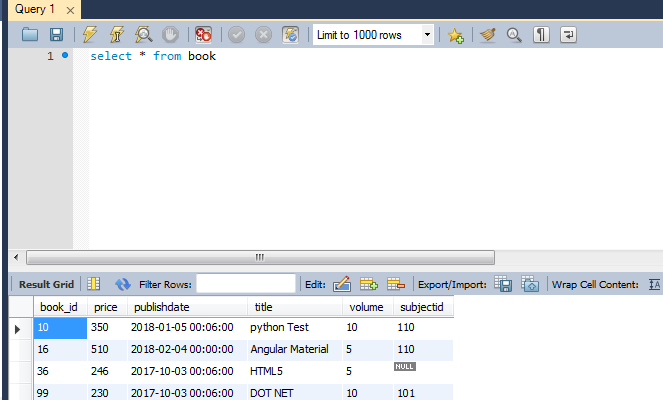 Query 1
Limit to 1000 rows
1 select * from book
Result Grid Filter Rows: Edit: Export/Import: Wrap Cell Content:
book_id price publishdate title volume subjectid
10 350 2018-01-05 00:06:00 python Test 10 110
16 510 2018-02-04 00:00:00 Angular Material 5 110
36 246 2017-10-03 00:06:00 HTML5 5 NULL
99 230 2017-10-03 00:06:00 DOT NET 10 101